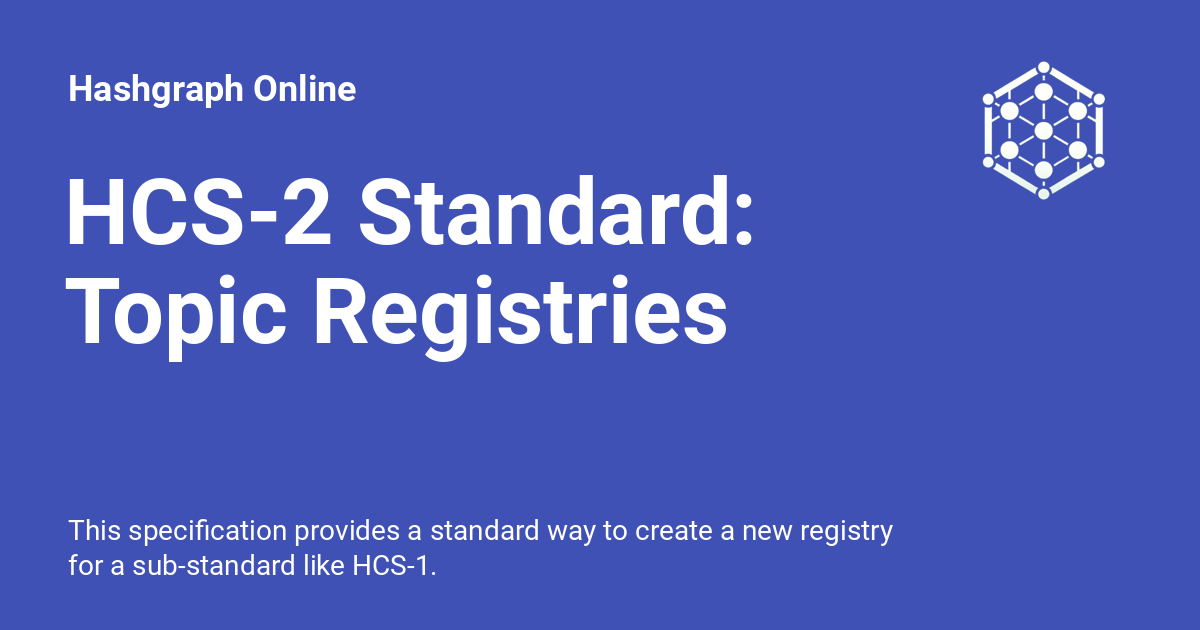 Hashgraph Online
HCS-2 Standard:
Topic Registries
This specification provides a standard way to create a new registry
for a sub-standard like HCS-1.